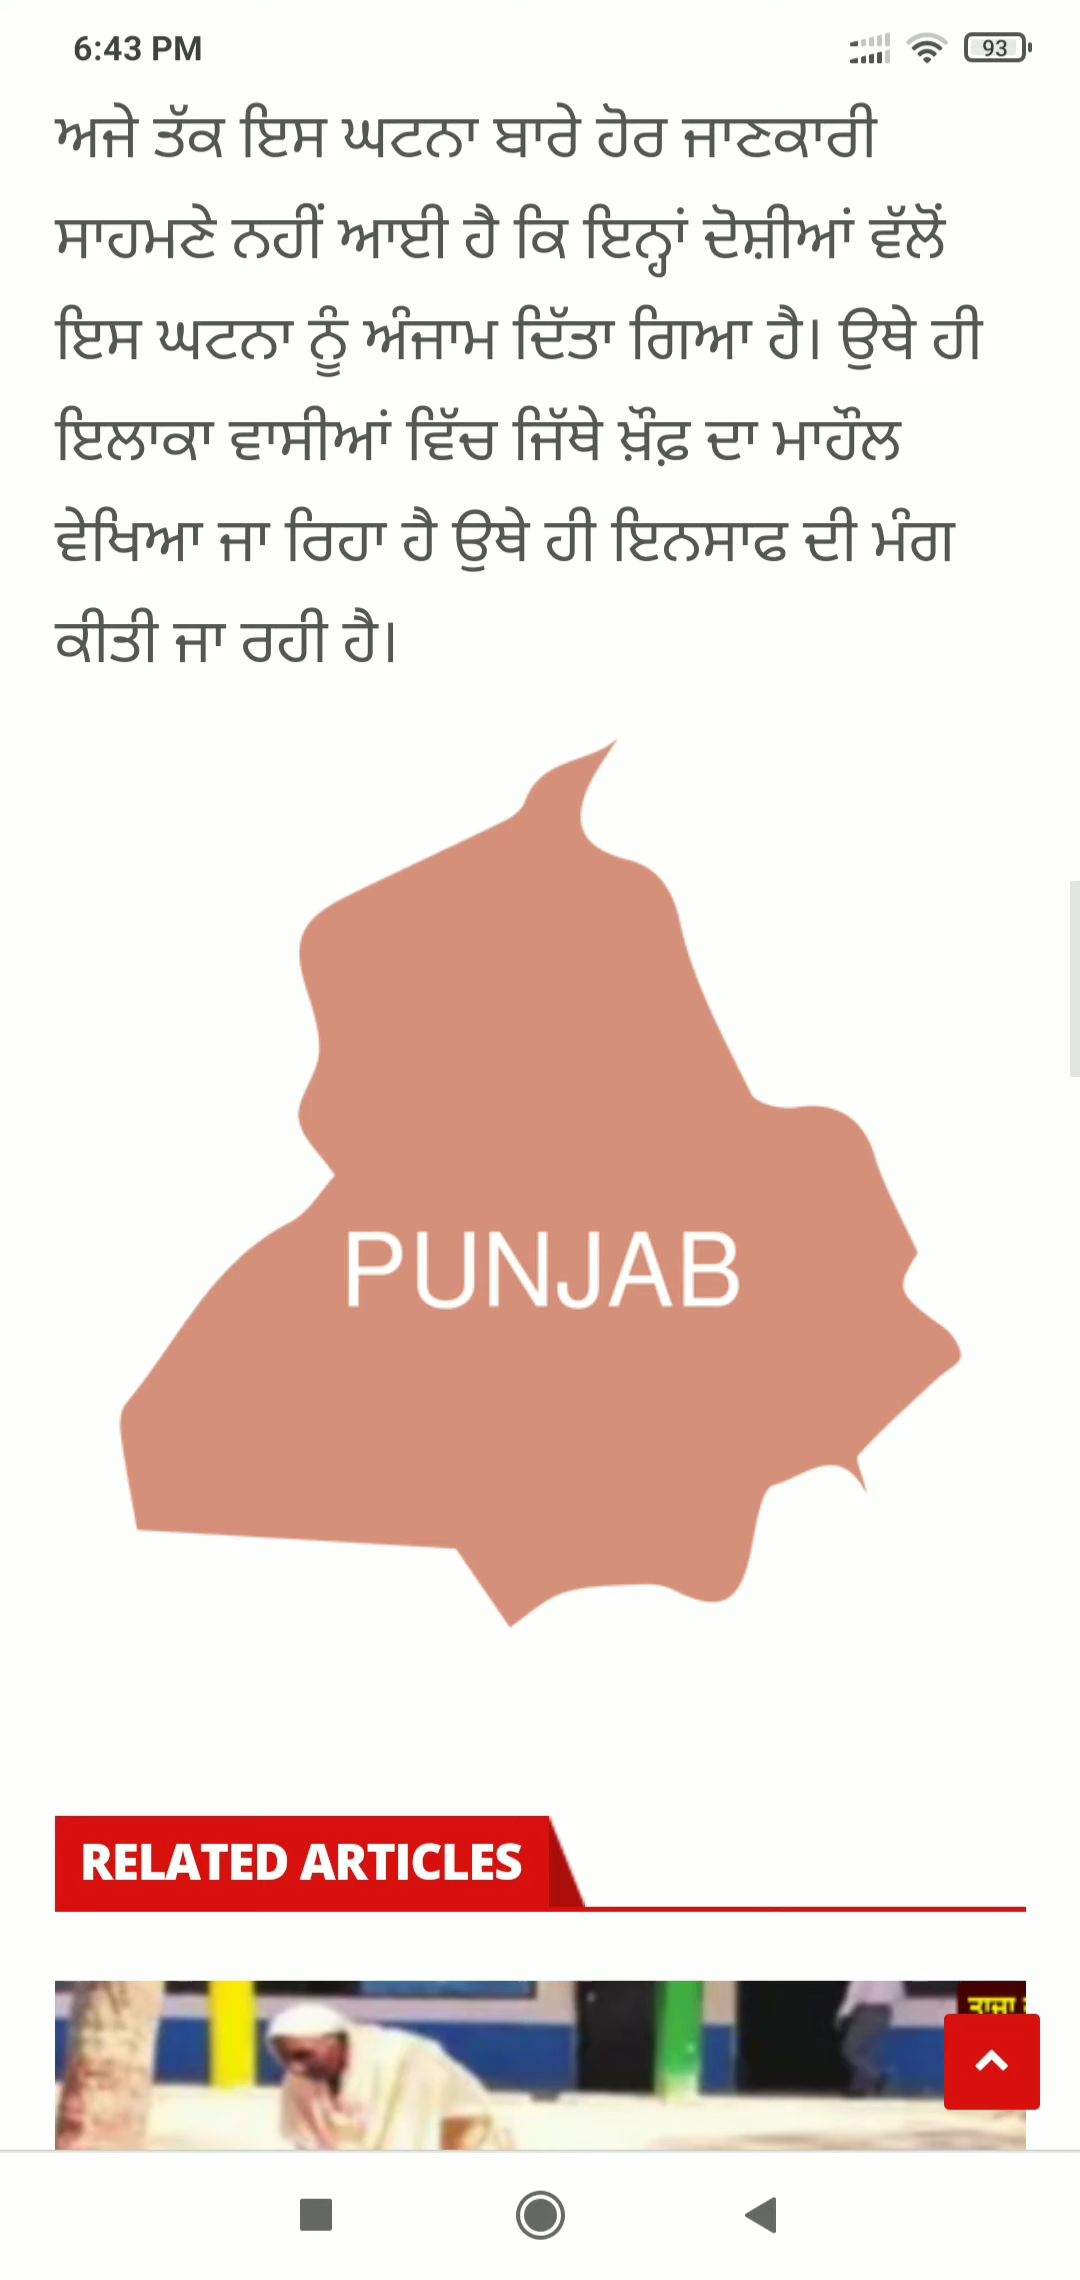 6:43 PM
93
ਅਜੇ ਤੱਕ ਇਸ ਘਟਨਾ ਬਾਰੇ ਹੋਰ ਜਾਣਕਾਰੀ
ਸਾਹਮਣੇ ਨਹੀਂ ਆਈ ਹੈ ਕਿ ਇਨ੍ਹਾਂ ਦੋਸ਼ੀਆਂ ਵੱਲੋਂ
ਇਸ ਘਟਨਾ ਨੂੰ ਅੰਜਾਮ ਦਿੱਤਾ ਗਿਆ ਹੈ। ਉਥੇ ਹੀ
ਇਲਾਕਾ ਵਾਸੀਆਂ ਵਿੱਚ ਜਿੱਥੇ ਖ਼ੌਫ਼ ਦਾ ਮਾਹੌਲ
ਵੇਖਿਆ ਜਾ ਰਿਹਾ ਹੈ ਉਥੇ ਹੀ ਇਨਸਾਫ ਦੀ ਮੰਗ
ਕੀਤੀ ਜਾ ਰਹੀ ਹੈ।
PUNJAB
RELATED ARTICLES